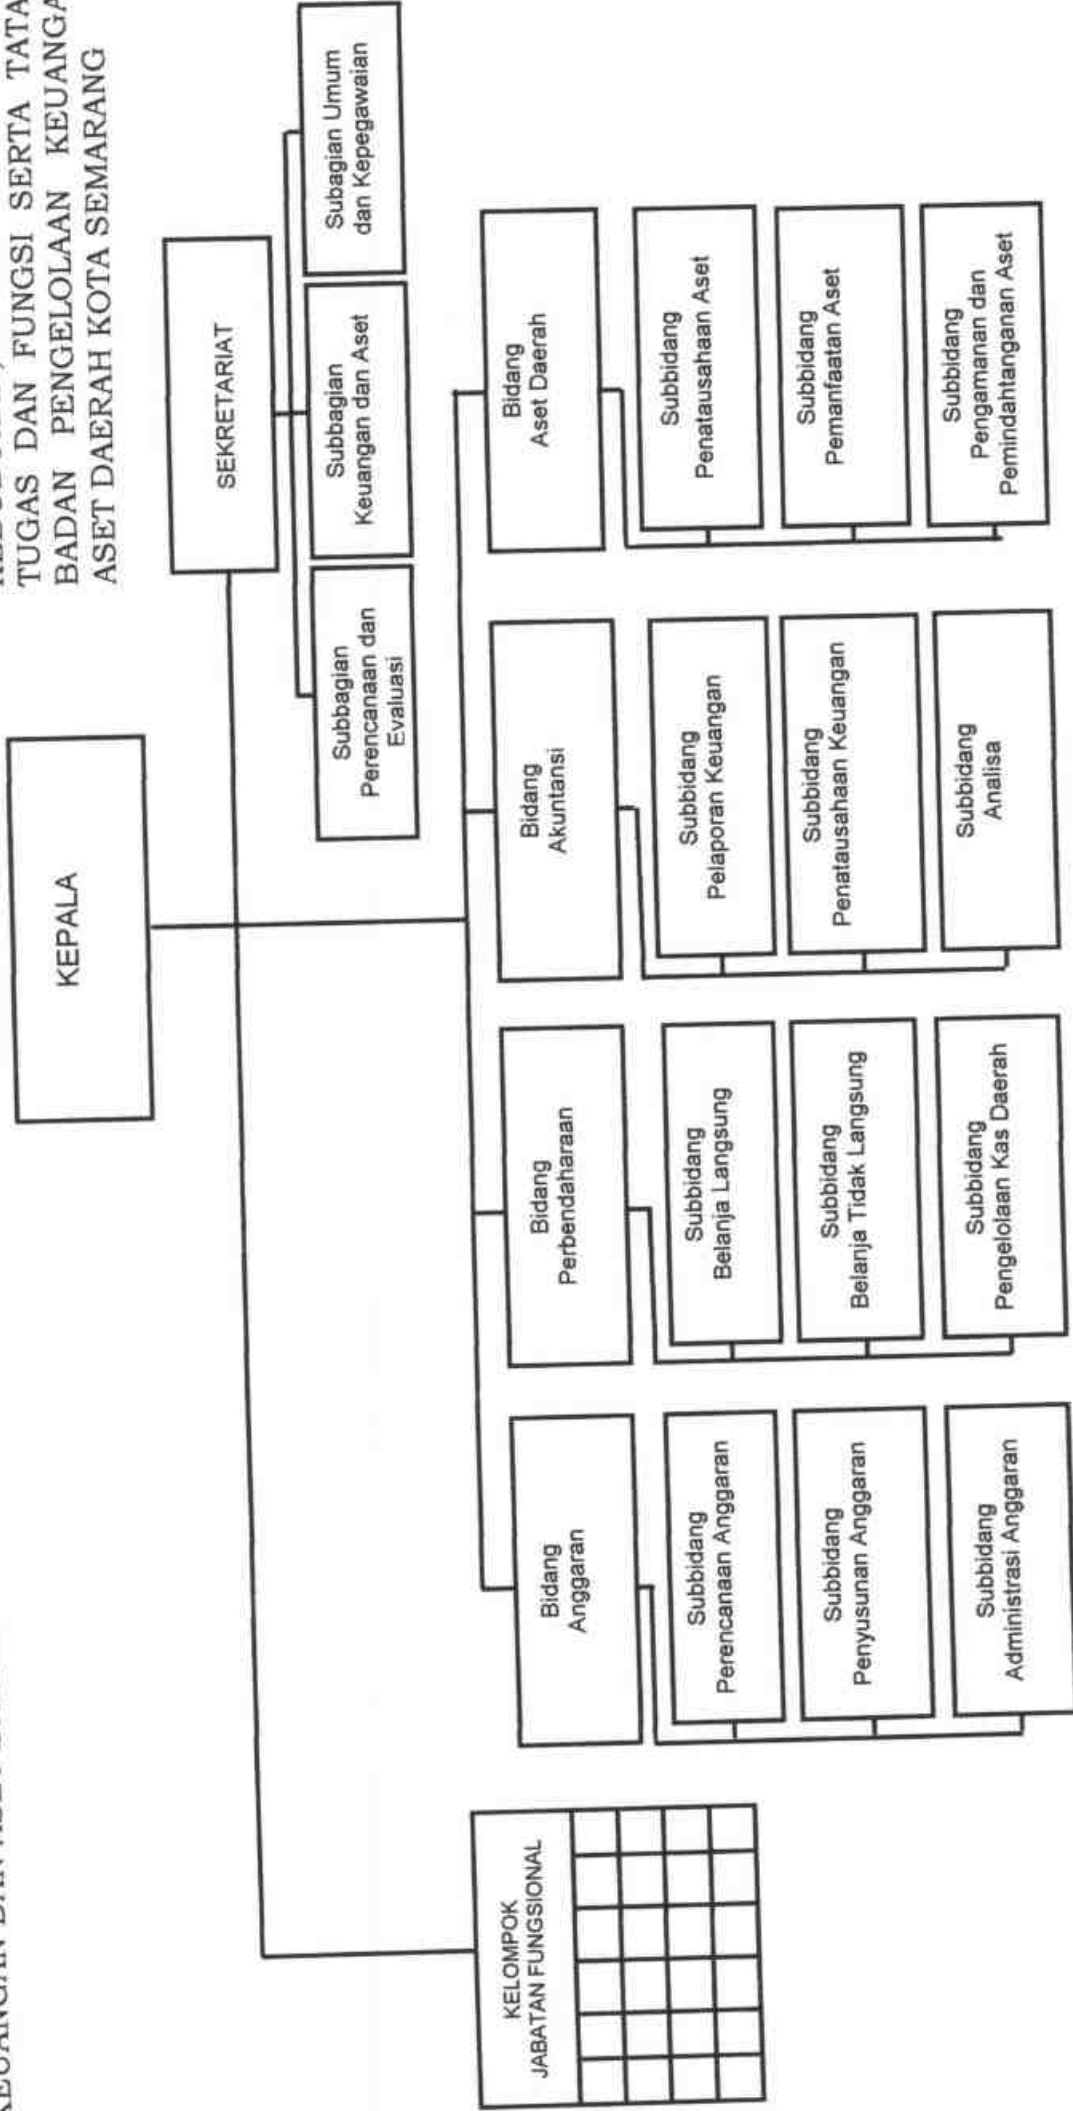 TUGAS DAN FUNGSI SERTA TATA
BADAN PENGELOLAAN KEUANGA
ASET DAERAH KOTA SEMARANG
KEPALA
SEKRETARIAT
Subbagian
Perencanaan dan
Evaluasi
Subbagian
Keuangan dan Aset
Subagian Umum
dan Kepegawaian
KELOMPOK
JABATAN FUNGSIONAL
Bidang
Anggaran
Subbidang
Perencanaan Anggaran
Subbidang
Penyusunan Anggaran
Subbidang
Administrasi Anggaran
Bidang
Perbendaharaan
Subbidang
Belanja Langsung
Subbidang
Belanja Tidak Langsung
Subbidang
Pengelolaan Kas Daerah
Bidang
Akuntansi
Subbidang
Pelaporan Keuangan
Subbidang
Penatausahaan Keuangan
Subbidang
Analisa
Bidang
Aset Daerah
Subbidang
Penatausahaan Aset
Subbidang
Pemanfaatan Aset
Subbidang
Pengamanan dan
Pemindahtanganan Aset